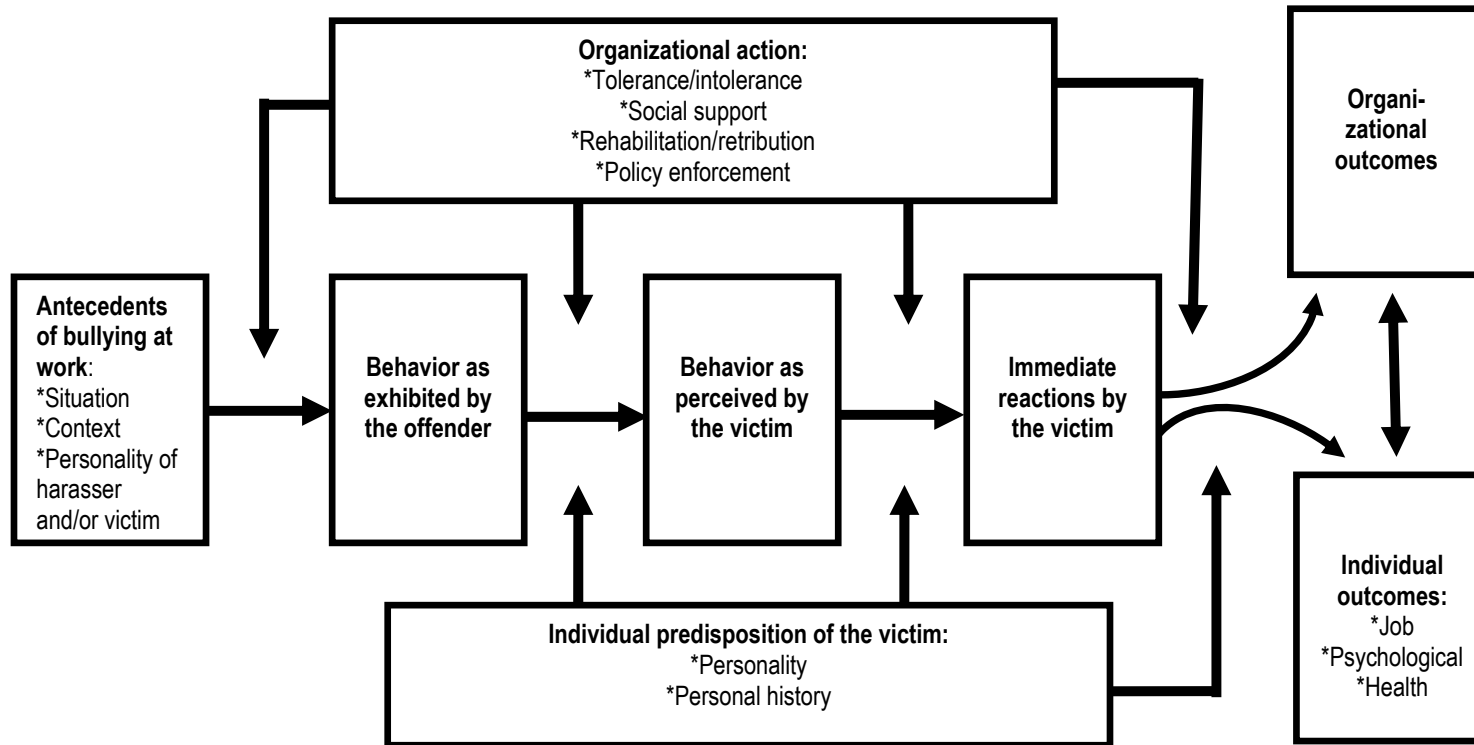 Organizational action:
*Tolerance/intolerance
*Social support
*Rehabilitation/retribution
*Policy enforcement
Organi-
zational
outcomes
Antecedents
of bullying at
work:
*Situation
*Context
*Personality of
harasser
and/or victim
Behavior as
exhibited by
the offender
Behavior as
perceived by
the victim
Immediate
reactions by
the victim
Individual predisposition of the victim:
*Personality
*Personal history
Individual
outcomes:
*Job
*Psychological
*Health